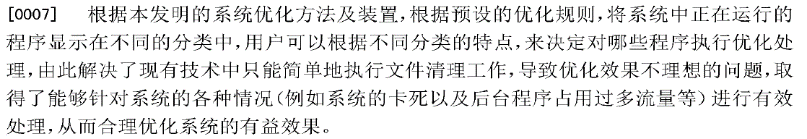 [0007] 根据本发明的系统优化方法及装置,根据预设的优化规则,将系统中正在运行的
程序显示在不同的分类中,用户可以根据不同分类的特点,来决定对哪些程序执行优化处
理,由此解决了现有技术中只能简单地执行文件清理工作,导致优化效果不理想的问题,取
得了能够针对系统的各种情况(例如系统的卡死以及后台程序占用过多流量等)进行有效
处理,从而合理优化系统的有益效果。